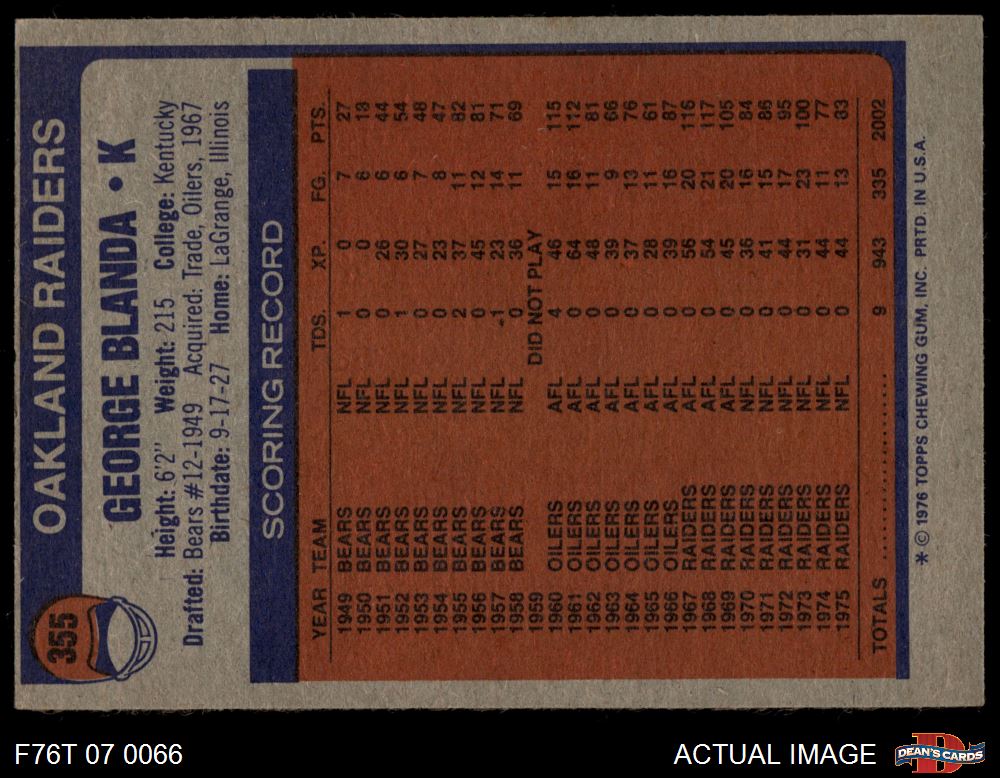 355
OAKLAND RAIDERS
GEORGE BLANDA • K
Height: 6'2" Weight: 215 College: Kentucky
Drafted: Bears #12-1949 Acquired: Trade, Oilers, 1967
Birthdate: 9-17-27 Home: LaGrange, Illinois
SCORING RECORD
YEAR TEAM TDS. XP. FG. PTS.
1949 BEARS NFL 1 0 7 27
1950 BEARS NFL 0 0 6 18
1951 BEARS NFL 0 26 6 44
1952 BEARS NFL 1 30 6 54
1953 BEARS NFL 0 27 7 48
1954 BEARS NFL 0 23 8 47
1955 BEARS NFL 2 37 11 82
1956 BEARS NFL 0 45 12 81
1957 BEARS NFL 1 23 14 71
1958 BEARS NFL 0 36 11 69
1959 DID NOT PLAY
1960 OILERS AFL 4 46 15 115
1961 OILERS AFL 0 64 16 112
1962 OILERS AFL 0 48 11 81
1963 OILERS AFL 0 39 9 66
1964 OILERS AFL 0 37 13 76
1965 OILERS AFL 0 28 11 61
1966 OILERS AFL 0 39 16 87
1967 RAIDERS AFL 0 56 20 116
1968 RAIDERS AFL 0 54 21 117
1969 RAIDERS AFL 0 45 20 105
1970 RAIDERS NFL 0 36 16 84
1971 RAIDERS NFL 0 41 15 86
1972 RAIDERS NFL 0 44 17 95
1973 RAIDERS NFL 0 31 23 100
1974 RAIDERS NFL 0 44 11 77
1975 RAIDERS NFL 0 44 13 83
TOTALS .......................... 9 943 335 2002
* © 1976 TOPPS CHEWING GUM, INC. PRTD. IN U.S.A.
F76T 07 0066
ACTUAL IMAGE
DEAN'S CARDS